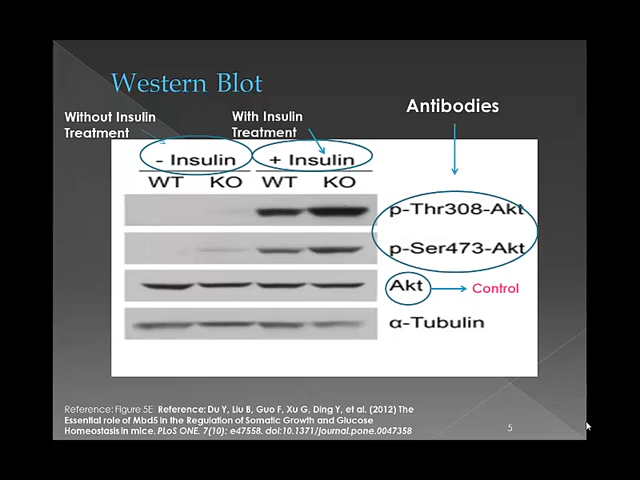 Western Blot
Without Insulin
Treatment
With Insulin
Treatment
Antibodies
- Insulin
+ Insulin
WT KO WT KO
p-Thr308-Akt
p-Ser473-Akt
Akt
Control
α-Tubulin
Reference: Figure 5E Reference: Du Y, Liu B, Guo F, Xu G, Ding Y, et al. (2012) The
Essential role of Mbd5 in the Regulation of Somatic Growth and Glucose
Homeostasis in mice. PLoS ONE. 7(10): e47558. doi:10.1371/journal.pone.0047358
5